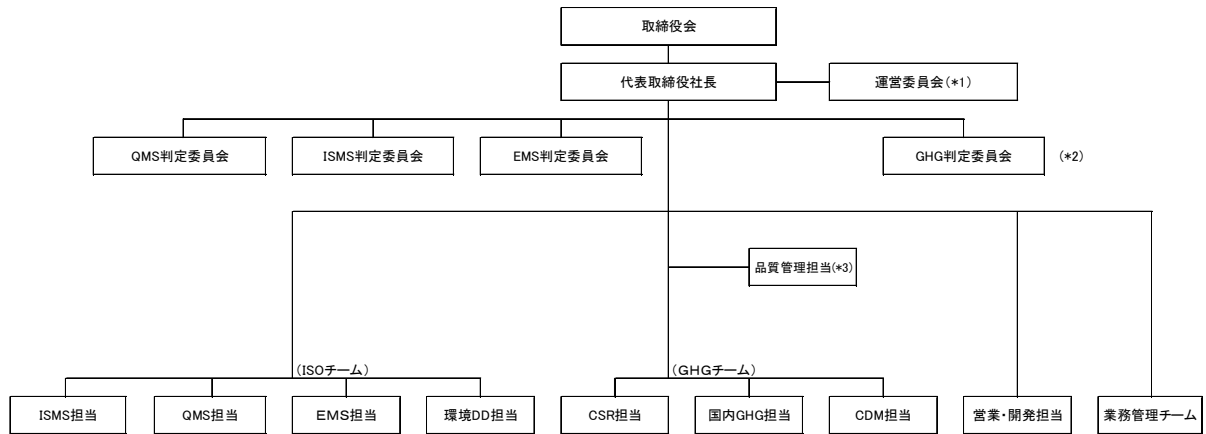 取締役会
代表取締役社長
運営委員会(*1)
QMS判定委員会
ISMS判定委員会
EMS判定委員会
GHG判定委員会
(*2)
品質管理担当(*3)
(ISOチーム)
(GHGチーム)
ISMS担当
QMS担当
EMS担当
環境DD担当
CSR担当
国内GHG担当
CDM担当
営業・開発担当
業務管理チーム